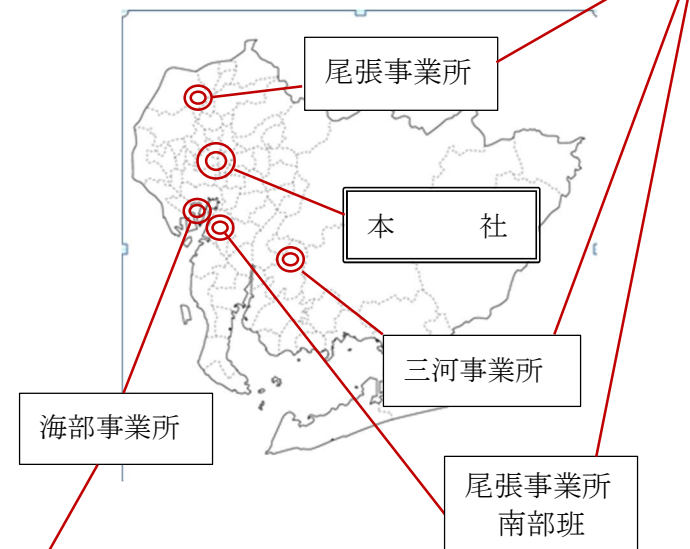 尾張事業所
本　　社
三河事業所
海部事業所
尾張事業所
南部班